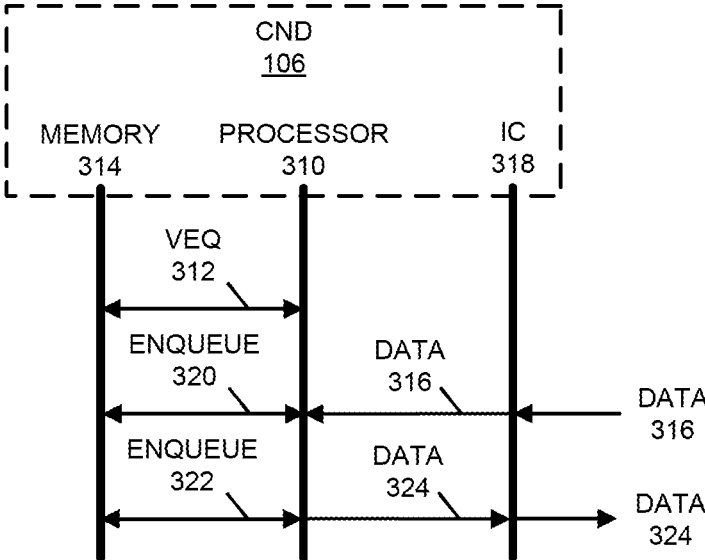 CND
106
MEMORY
314
PROCESSOR
310
IC
318
VEQ
312
ENQUEUE
320
DATA
316
DATA
316
ENQUEUE
322
DATA
324
DATA
324